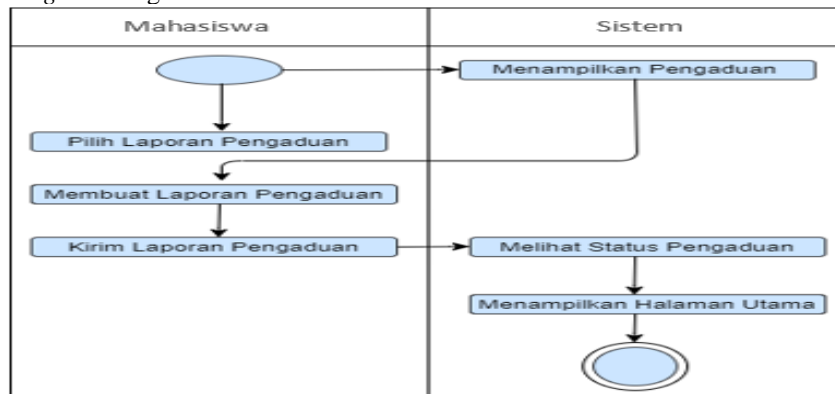 Mahasiswa
Sistem
Menampilkan Pengaduan
Pilih Laporan Pengaduan
Membuat Laporan Pengaduan
Kirim Laporan Pengaduan
Melihat Status Pengaduan
Menampilkan Halaman Utama